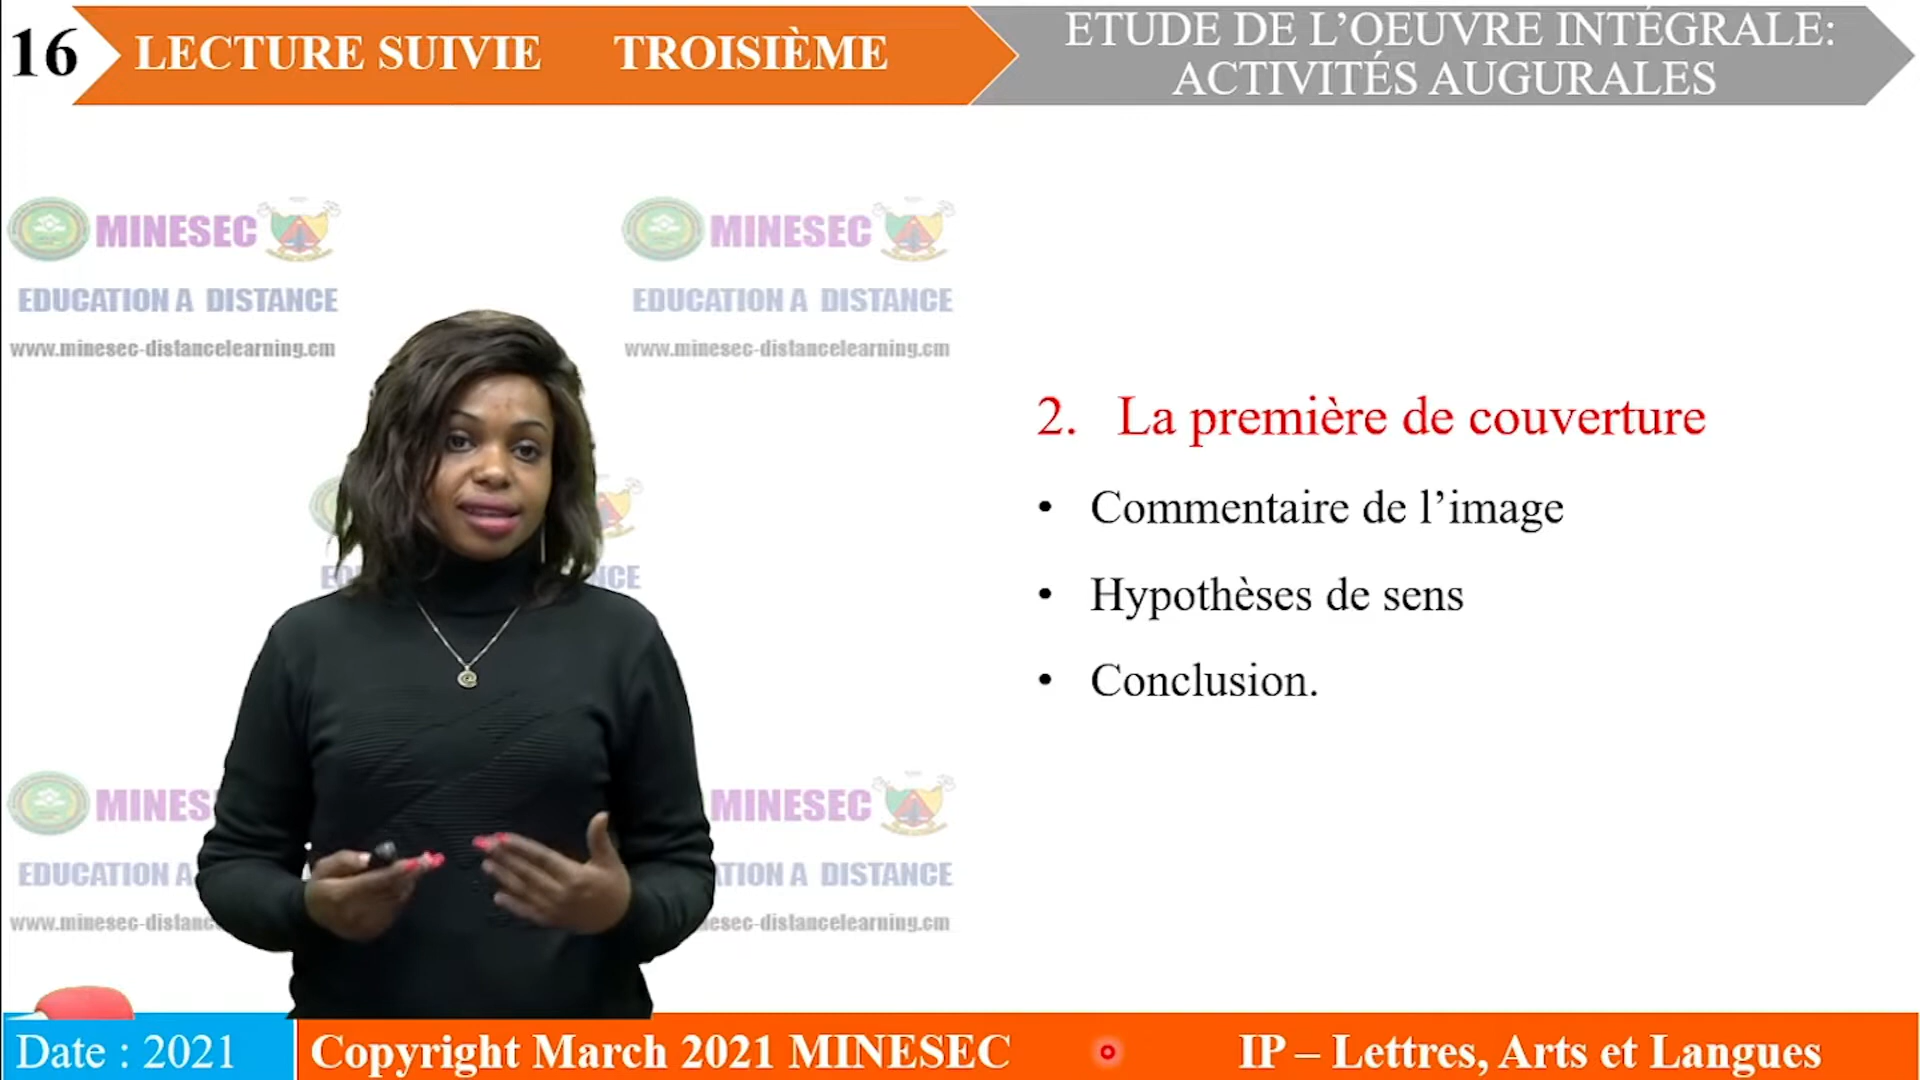 16
LECTURE SUIVIE TROISIÈME
ETUDE DE L’OEUVRE INTÉGRALE:
ACTIVITÉS AUGURALES
MINESEC
EDUCATION A DISTANCE
www.minesec-distancelearning.cm
MINESEC
EDUCATION A DISTANCE
www.minesec-distancelearning.cm
2. La première de couverture
• Commentaire de l’image
• Hypothèses de sens
• Conclusion.
MINESEC
EDUCATION A DISTANCE
Date : 2021
Copyright March 2021 MINESEC
IP – Lettres, Arts et Langues